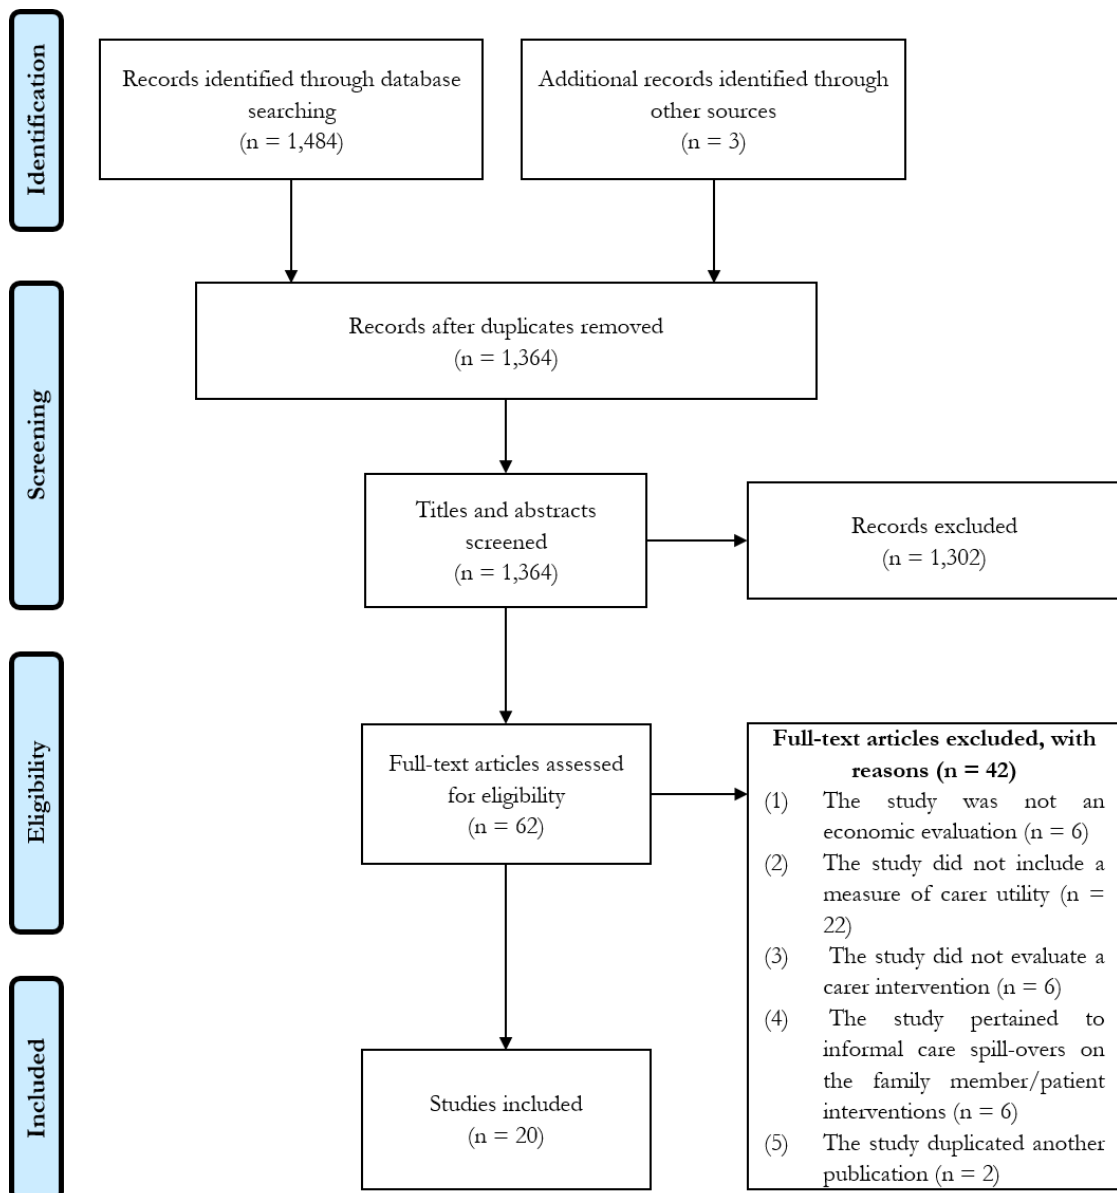 Identification
Records identified through database
searching
(n = 1,484)
Additional records identified through
other sources
(n = 3)
Screening
Records after duplicates removed
(n = 1,364)
Titles and abstracts
screened
(n = 1,364)
Records excluded
(n = 1,302)
Eligibility
Full-text articles assessed
for eligibility
(n = 62)
Full-text articles excluded, with
reasons (n = 42)
(1) The study was not an
economic evaluation (n = 6)
(2) The study did not include a
measure of carer utility (n =
22)
(3) The study did not evaluate a
carer intervention (n = 6)
(4) The study pertained to
informal care spill-overs on
the family member/patient
interventions (n = 6)
(5) The study duplicated another
publication (n = 2)
Included
Studies included
(n = 20)